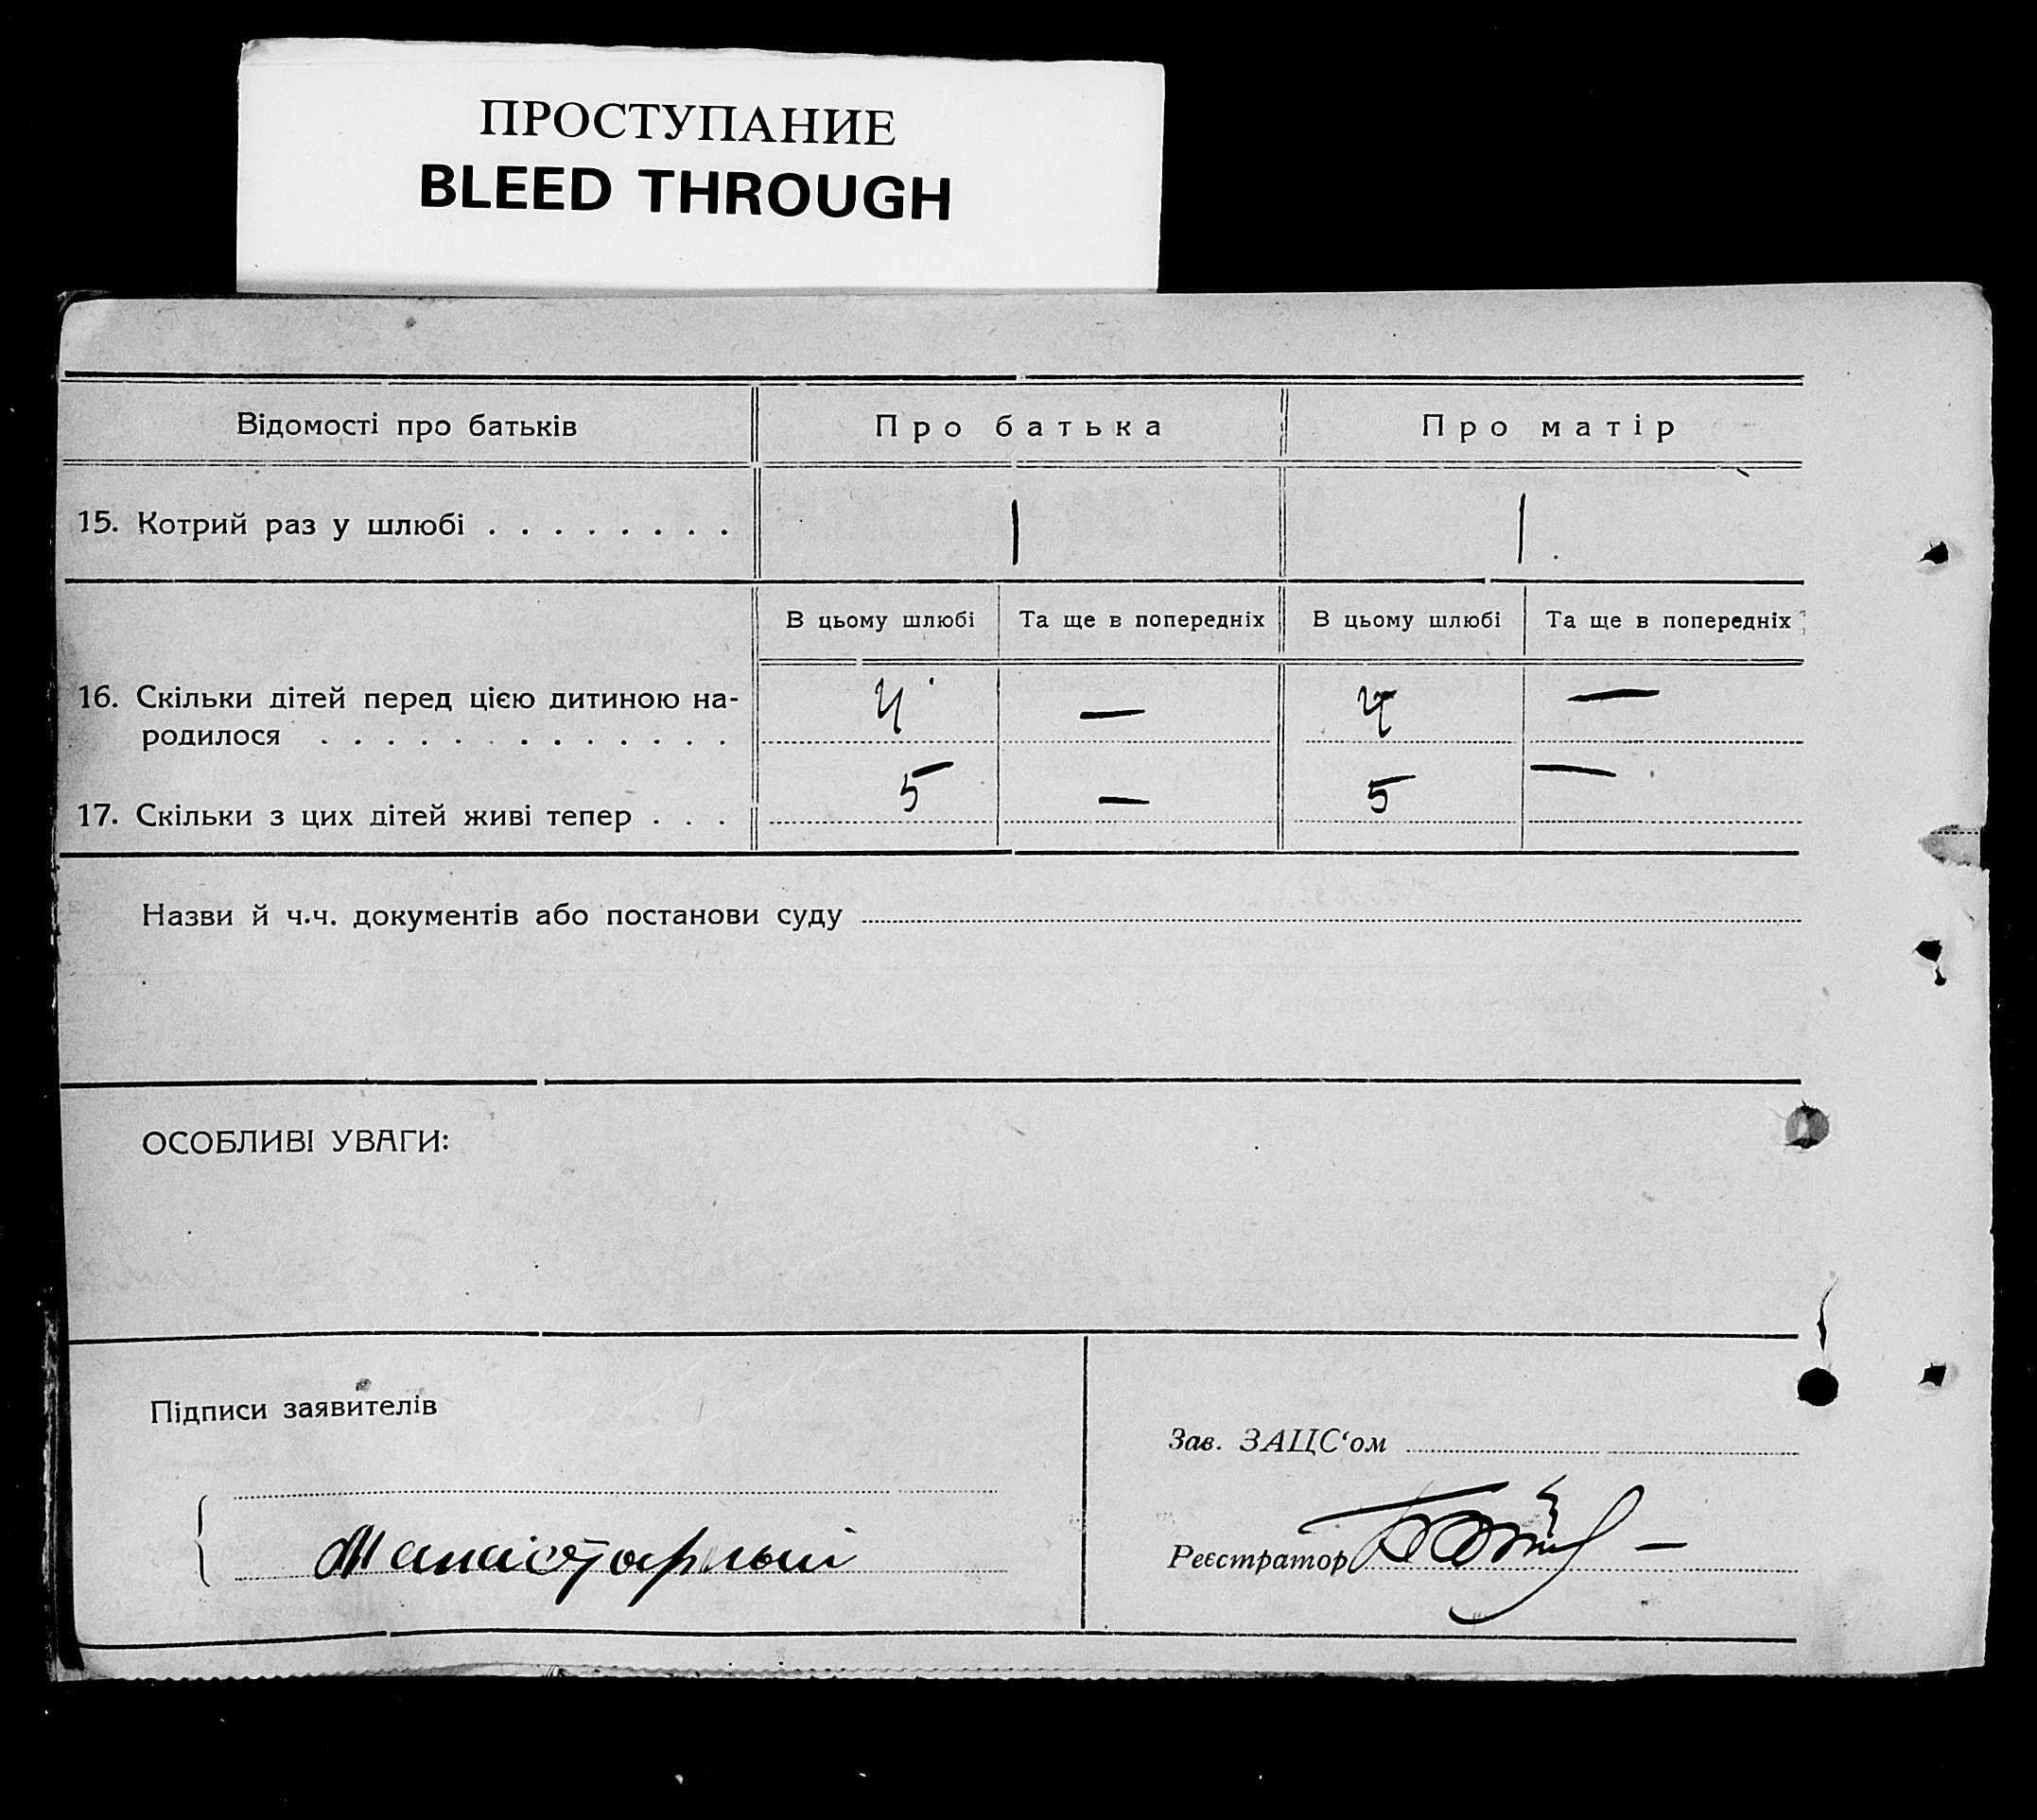 ПРОСТУПАНИЕ
BLEED THROUGH
Відомості про батьків Про батька Про матір
15. Котрий раз у шлюбі . . . . . . . . 1 1
В цьому шлюбі Та ще в попередніх В цьому шлюбі Та ще в попередніх
16. Скільки дітей перед цією дитиною на- 4 — 4 —
родилося . . . . . . . . . . . . .
17. Скільки з цих дітей живі тепер . . . 5 — 5 —
Назви й ч.ч. документів або постанови суду
ОСОБЛИВІ УВАГИ:
Підписи заявителів
Зав. ЗАЦС‘ом
Реєстратор